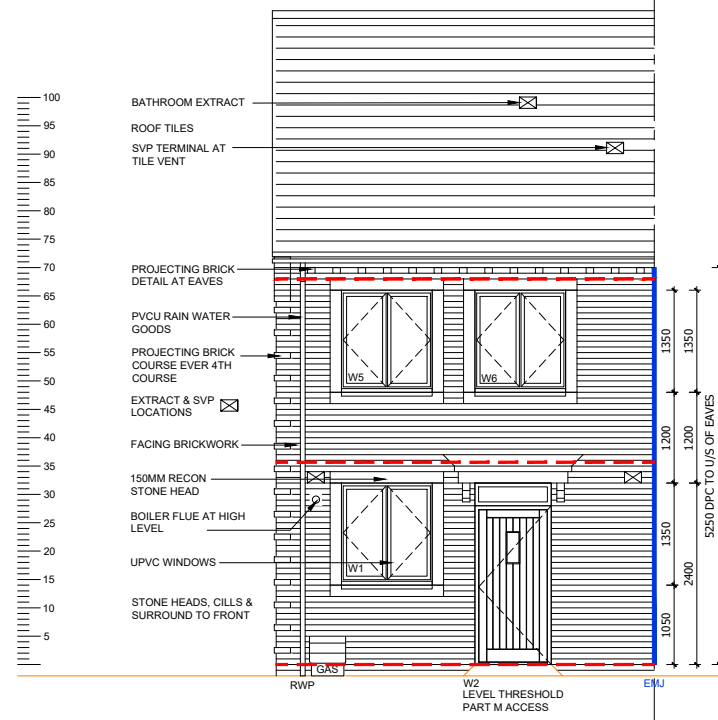 100
95
90
85
80
75
70
65
60
55
50
45
40
35
30
25
20
15
10
5
BATHROOM EXTRACT
ROOF TILES
SVP TERMINAL AT
TILE VENT
PROJECTING BRICK
DETAIL AT EAVES
PVCU RAIN WATER
GOODS
PROJECTING BRICK
COURSE EVER 4TH
COURSE
EXTRACT & SVP
LOCATIONS
FACING BRICKWORK
150MM RECON
STONE HEAD
BOILER FLUE AT HIGH
LEVEL
UPVC WINDOWS
STONE HEADS, CILLS &
SURROUND TO FRONT
W5
W6
W1
GAS
RWP
W2
LEVEL THRESHOLD
PART M ACCESS
EMJ
1350
1200
1350
1050
1350
1200
2400
5250 DPC TO U/S OF EAVES